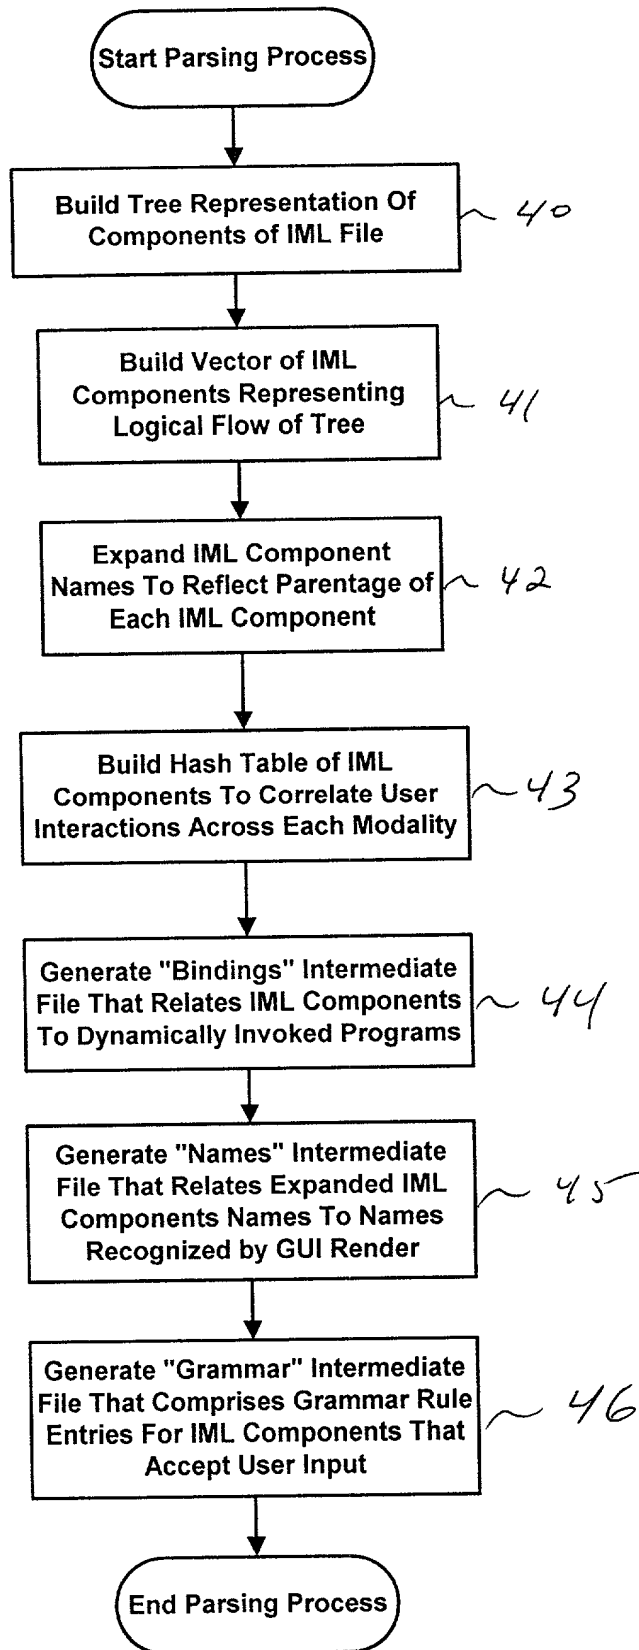 Start Parsing Process
Build Tree Representation Of
Components of IML File
40
Build Vector of IML
Components Representing
Logical Flow of Tree
41
Expand IML Component
Names To Reflect Parentage of
Each IML Component
42
Build Hash Table of IML
Components To Correlate User
Interactions Across Each Modality
43
Generate "Bindings" Intermediate
File That Relates IML Components
To Dynamically Invoked Programs
44
Generate "Names" Intermediate
File That Relates Expanded IML
Components Names To Names
Recognized by GUI Render
45
Generate "Grammar" Intermediate
File That Comprises Grammar Rule
Entries For IML Components That
Accept User Input
46
End Parsing Process